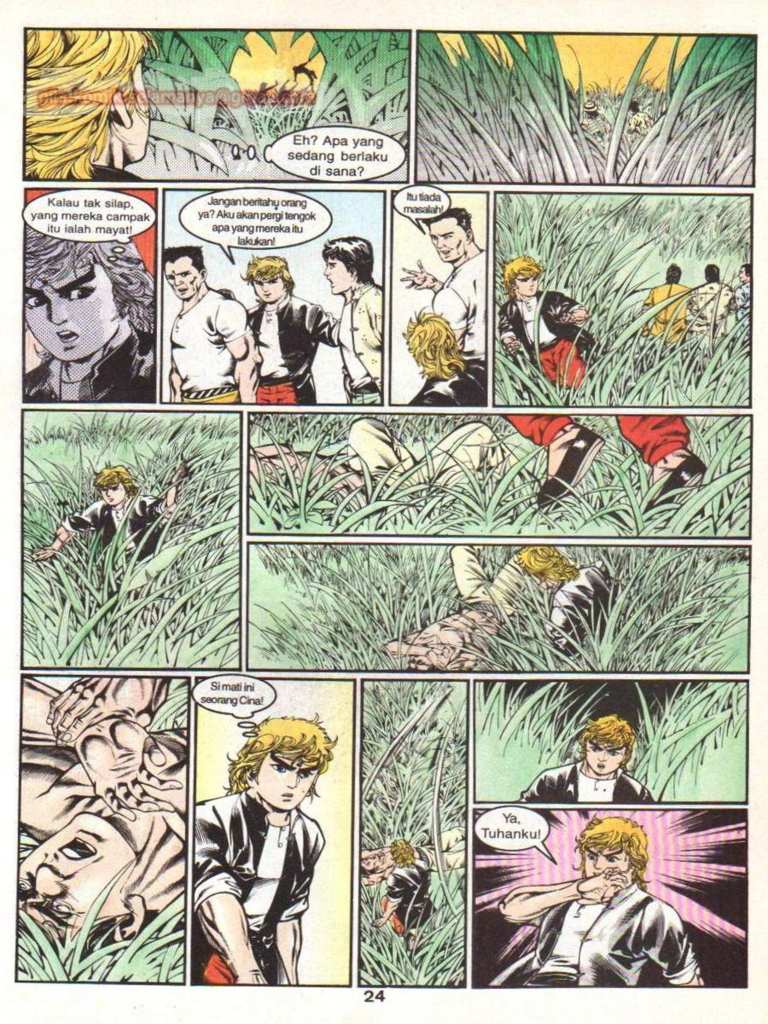 Eh? Apa yang
sedang berlaku
di sana?
Kalau tak silap,
yang mereka campak
itu ialah mayat!
Jangan beritahu orang
ya? Aku akan pergi tengok
apa yang mereka itu
lakukan!
Itu tiada
masalah!
Si mati ini
seorang Cina!
Ya,
Tuhanku!
24